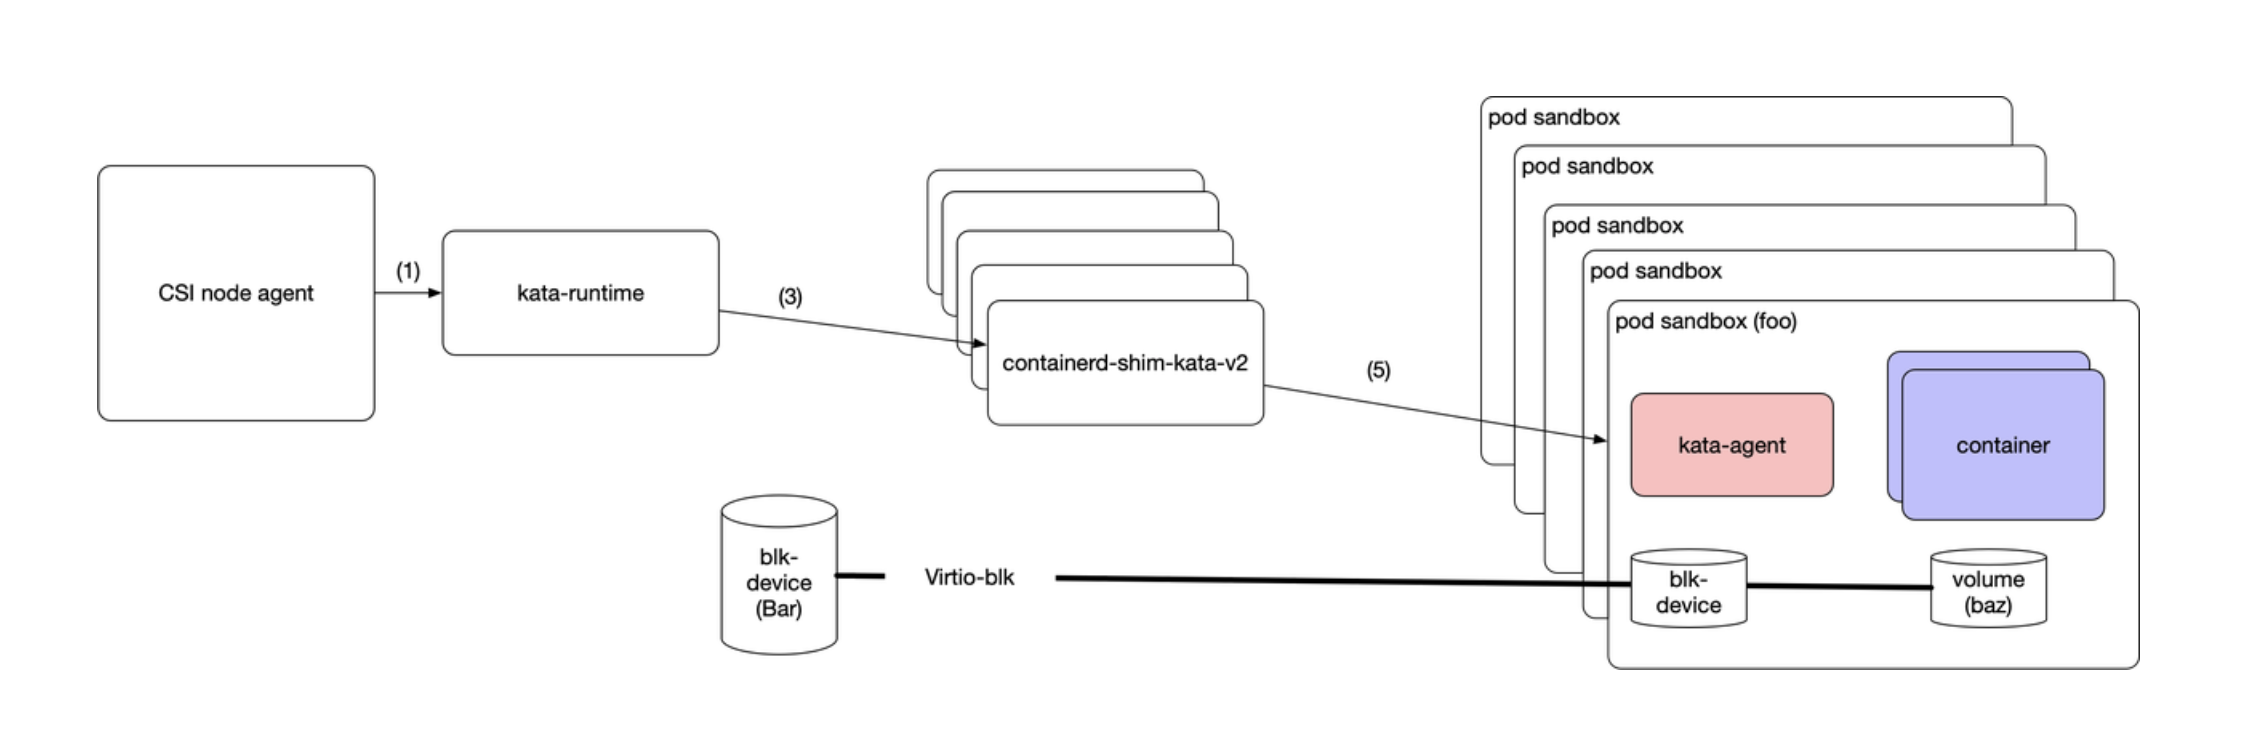 pod sandbox
pod sandbox
pod sandbox
pod sandbox
pod sandbox (foo)
CSI node agent
(1)
kata-runtime
(3)
containerd-shim-kata-v2
(5)
kata-agent
container
blk-
device
(Bar)
Virtio-blk
blk-
device
volume
(baz)